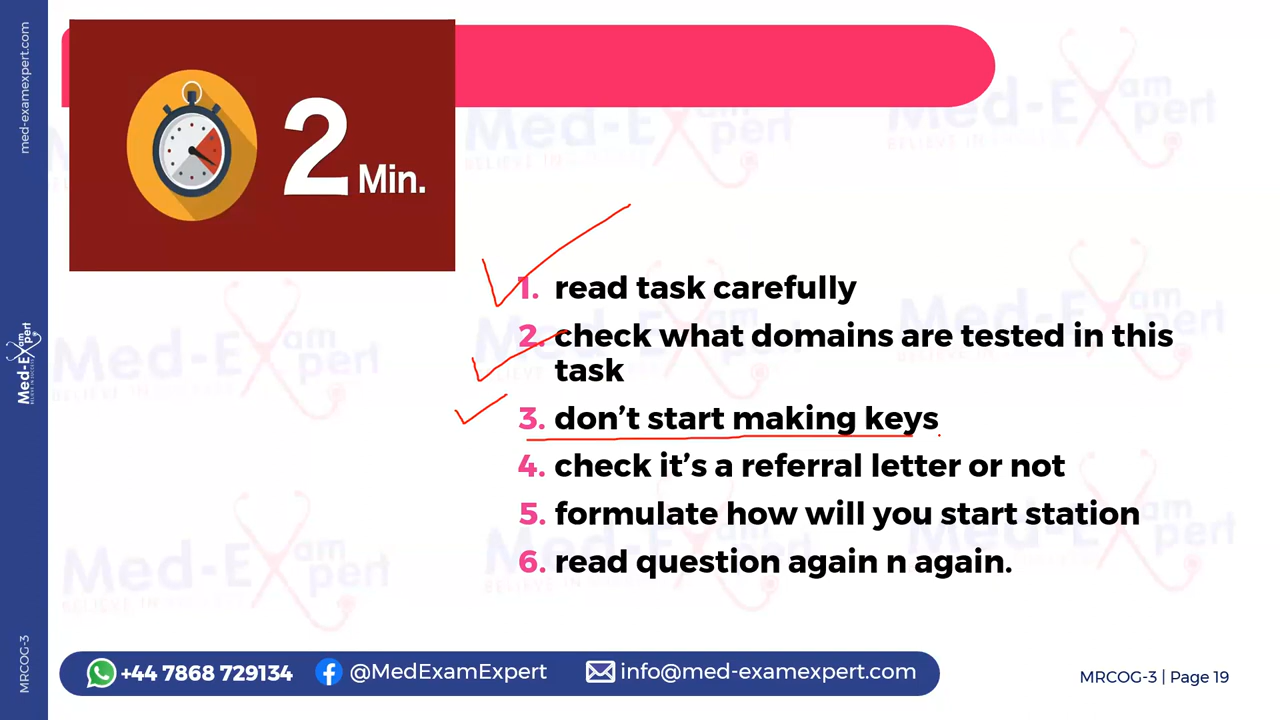 med-examexpert.com
Med-Exam Expert
BELIEVE IN SUCCESS
MRCOG-3
2 Min.
1. read task carefully
2. check what domains are tested in this
task
3. don’t start making keys
4. check it’s a referral letter or not
5. formulate how will you start station
6. read question again n again.
+44 7868 729134
@MedExamExpert
info@med-examexpert.com
MRCOG-3 | Page 19